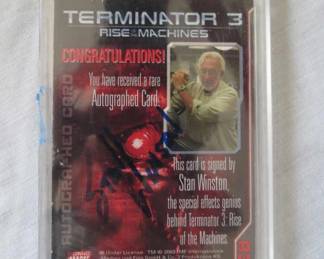 TERMINATOR 3
RISE OF THE MACHINES
CONGRATULATIONS!
You have received a rare
Autographed Card.
AUTOGRAPHED CARD
This card is signed by
Stan Winston,
the special effects genius
behind Terminator 3: Rise
of the Machines.